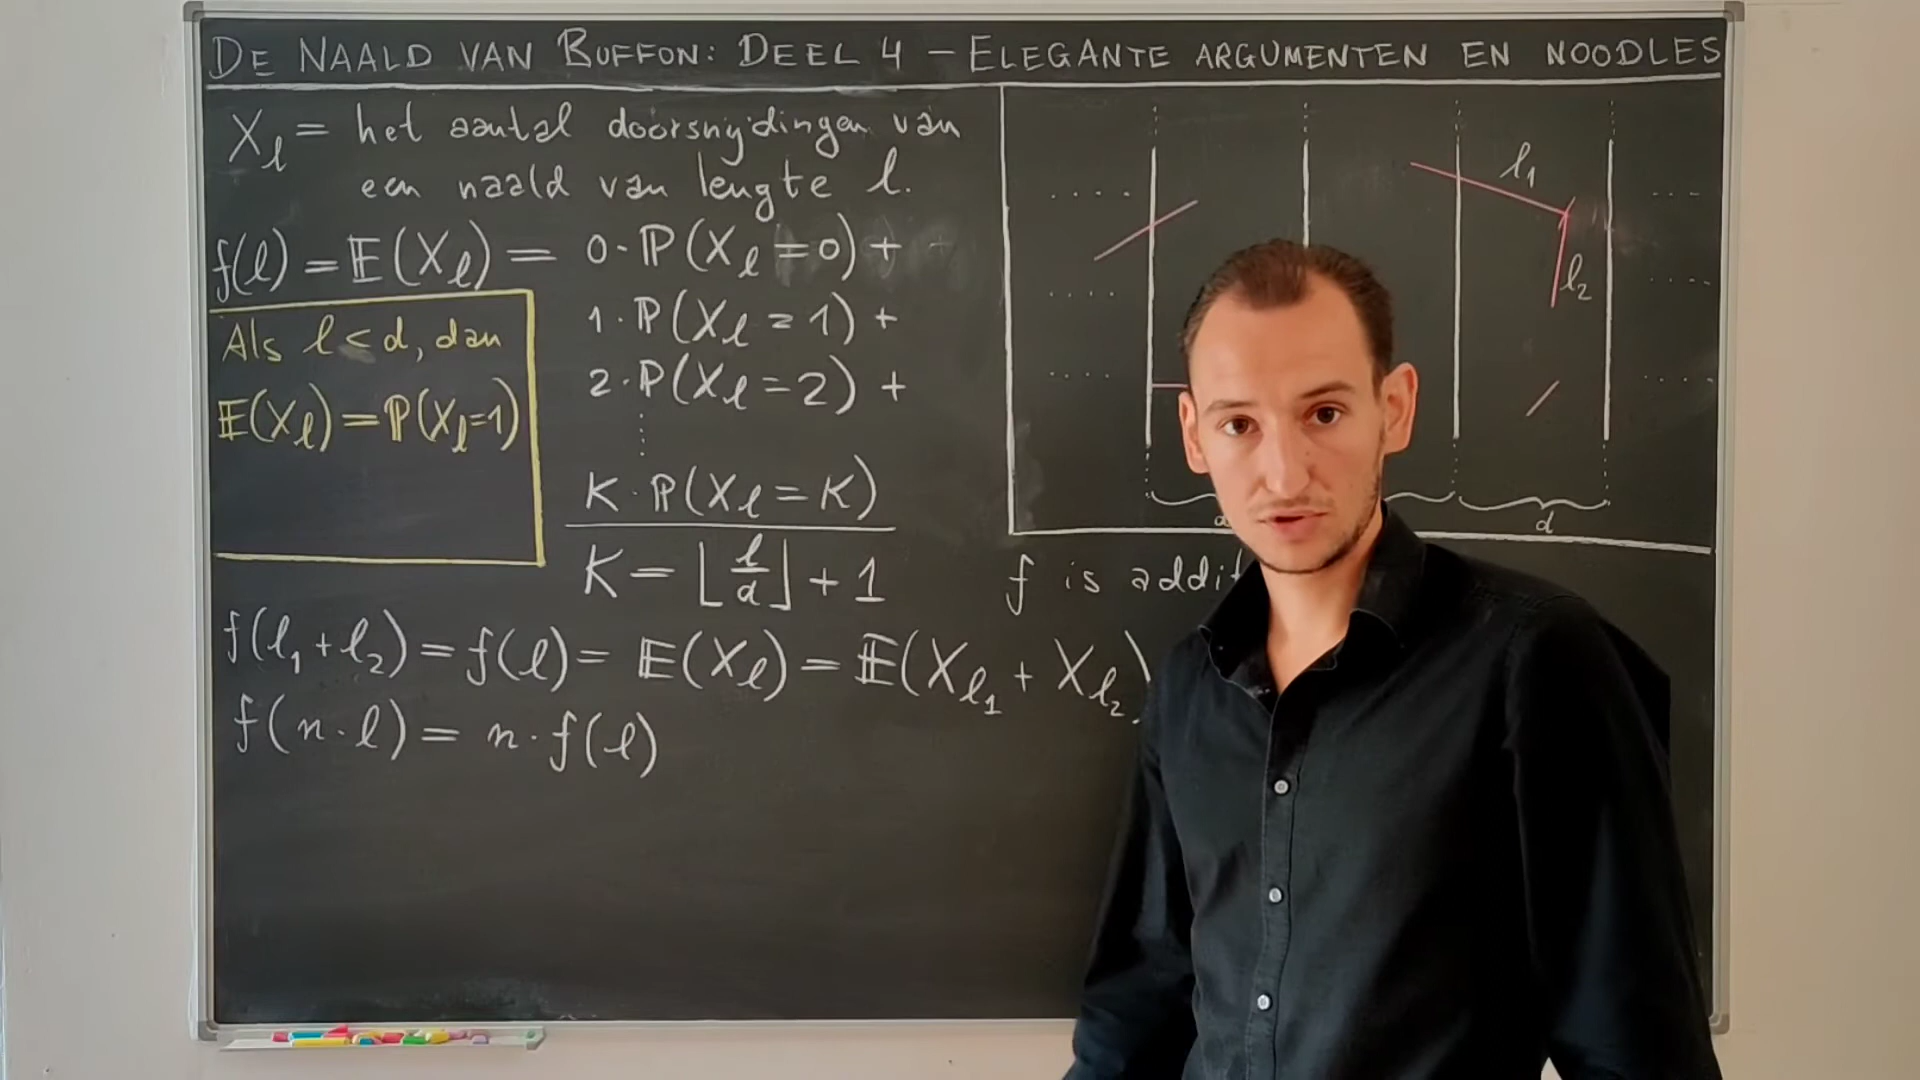 DE NAALD VAN BUFFON: DEEL 4 – ELEGANTE ARGUMENTEN EN NOODLES
Xℓ = het aantal doorsnijdingen van
een naald van lengte ℓ.
f(ℓ) = 𝔼(Xℓ) = 0·ℙ(Xℓ=0) +
1·ℙ(Xℓ=1) +
2·ℙ(Xℓ=2) +
⋮
K·ℙ(Xℓ=K)
K = ⌊ℓ/d⌋ + 1
Als ℓ < d, dan
𝔼(Xℓ) = ℙ(Xℓ=1)
ℓ₁
ℓ₂
d
f is
f(ℓ₁+ℓ₂) = f(ℓ) = 𝔼(Xℓ) = 𝔼(Xℓ₁ + Xℓ₂)
f(n·ℓ) = n·f(ℓ)